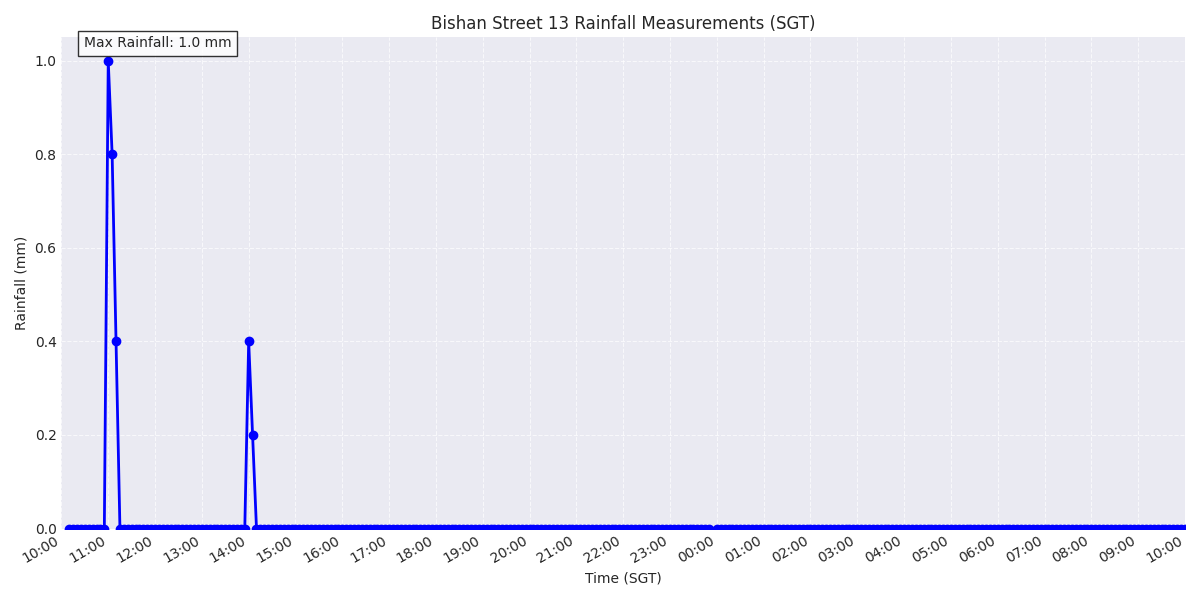 Bishan Street 13 Rainfall Measurements (SGT)
Max Rainfall: 1.0 mm
1.0
0.8
0.6
0.4
0.2
0.0
Rainfall (mm)
10:00 11:00 12:00 13:00 14:00 15:00 16:00 17:00 18:00 19:00 20:00 21:00 22:00 23:00 00:00 01:00 02:00 03:00 04:00 05:00 06:00 07:00 08:00 09:00 10:00
Time (SGT)